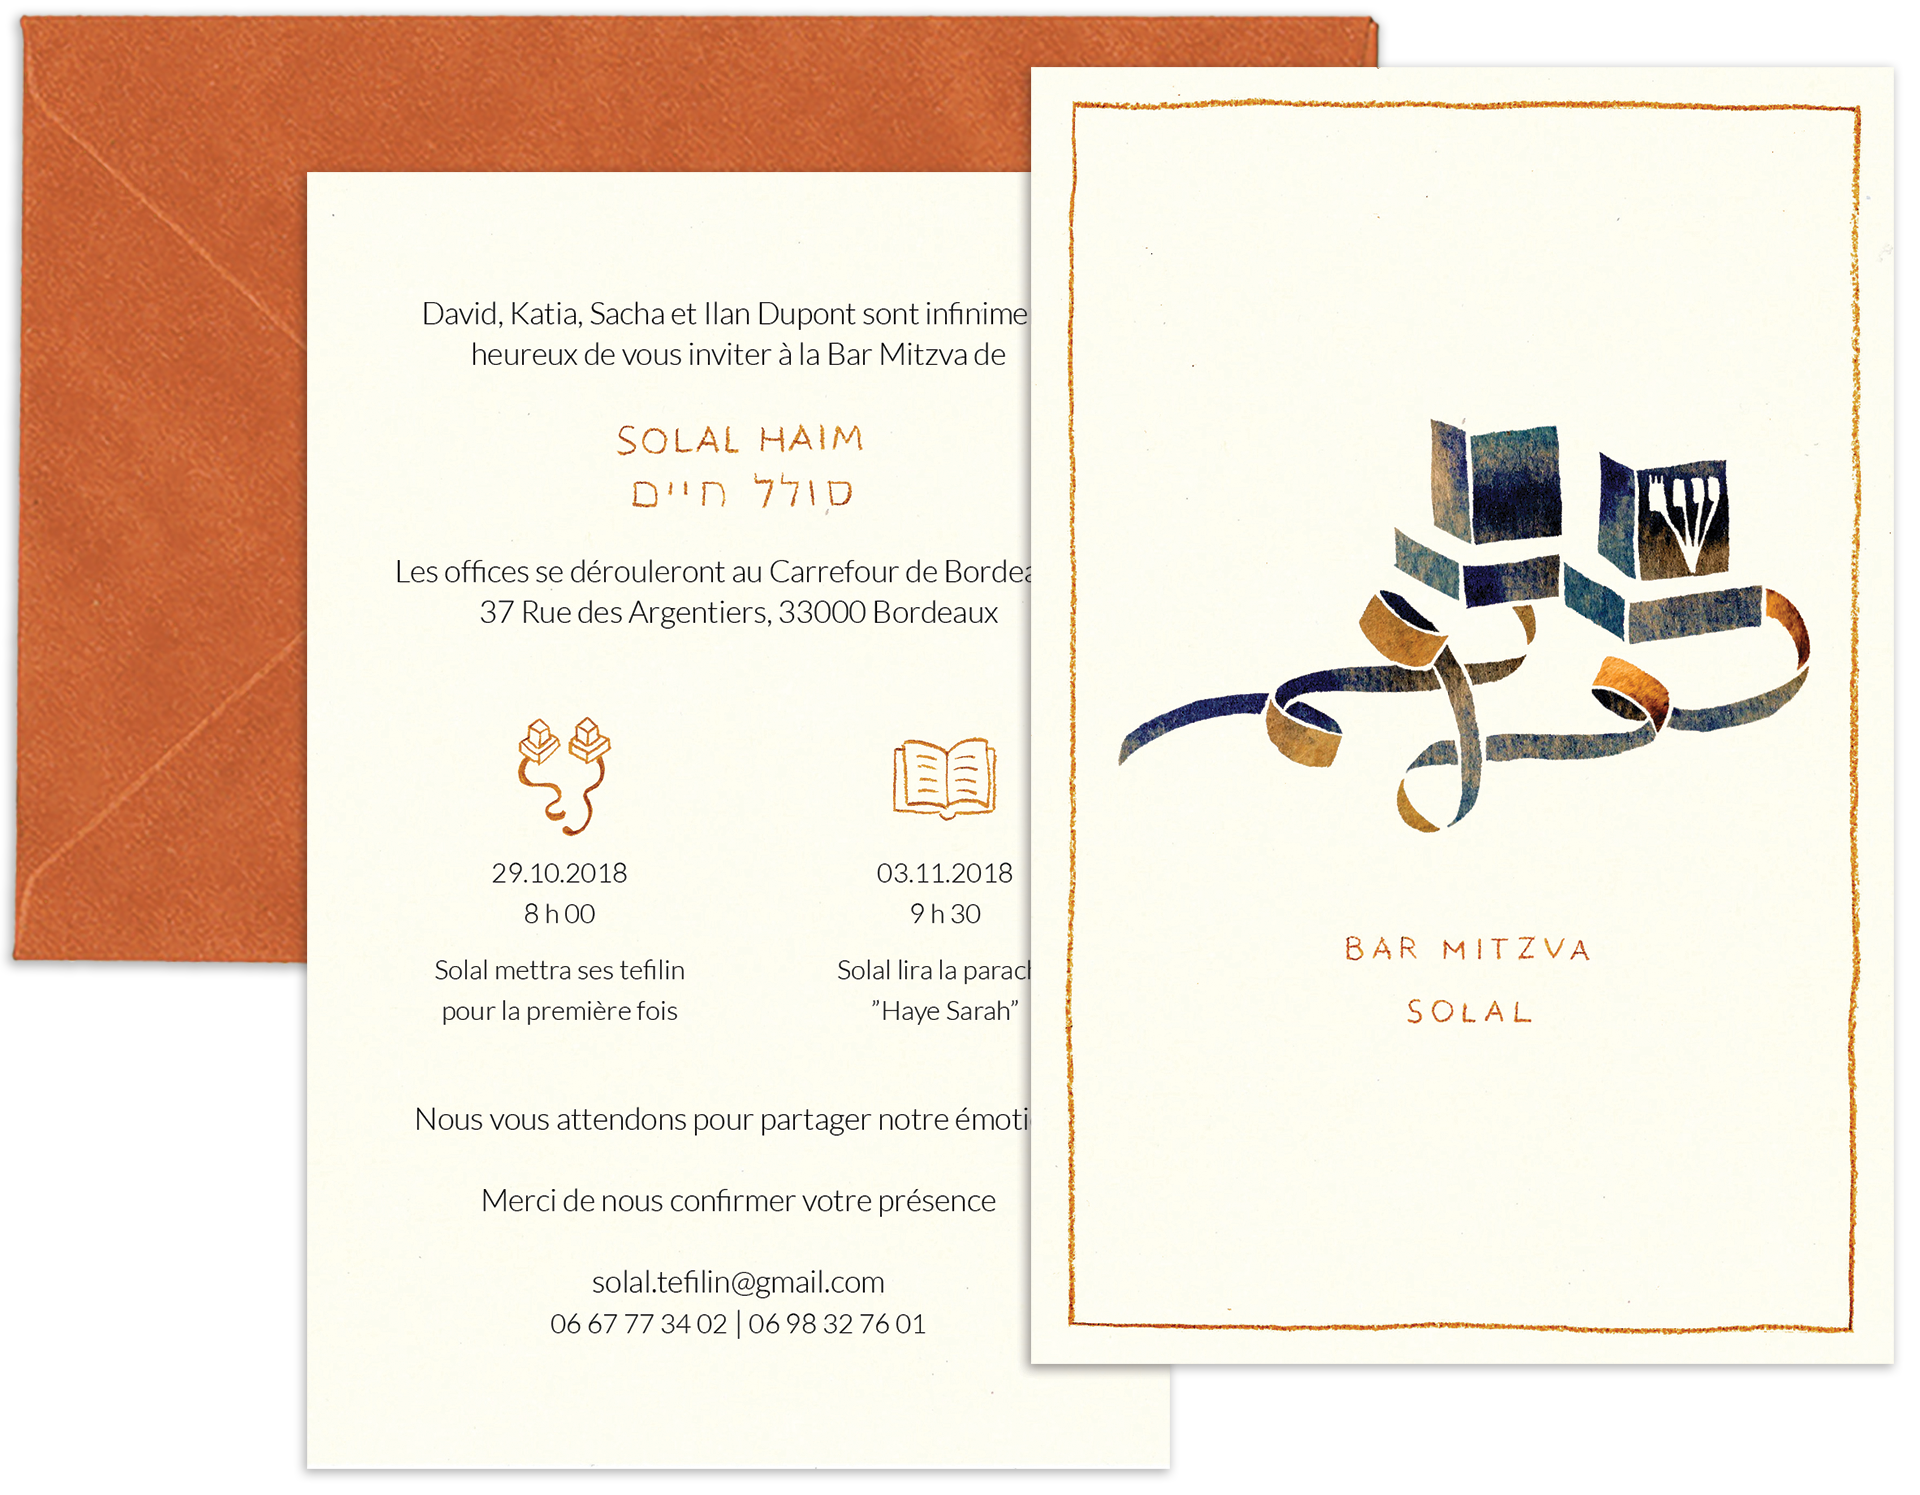 David, Katia, Sacha et Ilan Dupont sont
heureux de vous inviter à la Bar Mitzva de
SOLAL HAIM
סולל חיים
Les offices se dérouleront au Carrefour de
37 Rue des Argentiers, 33000 Bordeaux
29.10.2018
8 h 00
Solal mettra ses tefilin
pour la première fois
03.11.2018
9 h 30
Solal lira la
”Haye Sarah”
Nous vous attendons pour partager notre
Merci de nous confirmer votre présence
solal.tefilin@gmail.com
06 67 77 34 02 | 06 98 32 76 01
ש
BAR MITZVA
SOLAL